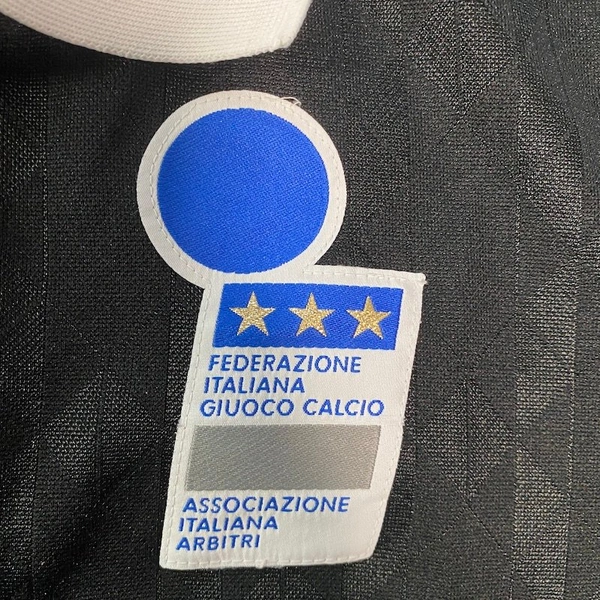 FEDERAZIONE
ITALIANA
GIUOCO CALCIO
ASSOCIAZIONE
ITALIANA
ARBITRI